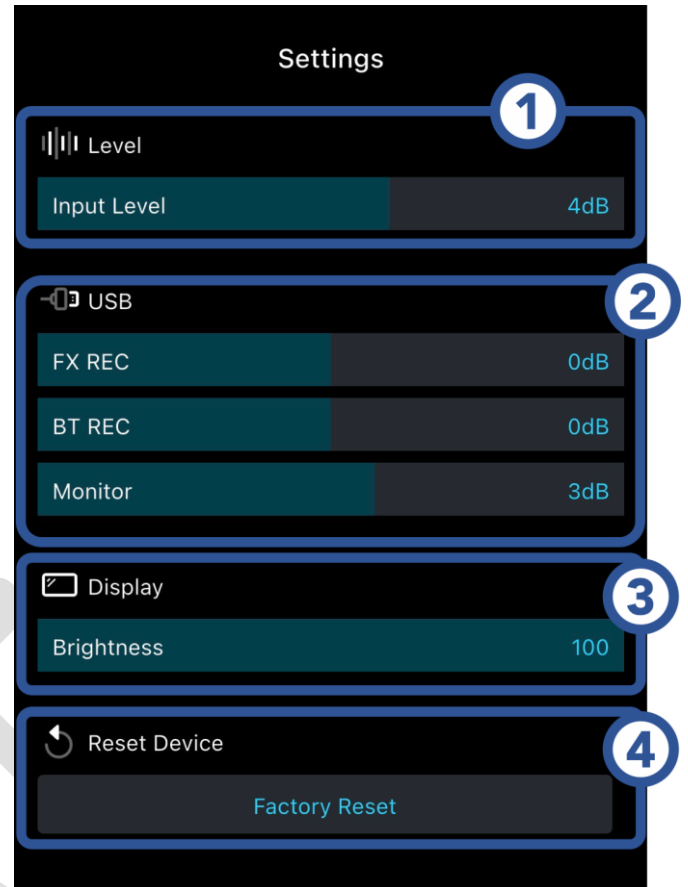 Settings
1
Level
Input Level 4dB
USB
2
FX REC 0dB
BT REC 0dB
Monitor 3dB
Display
3
Brightness 100
Reset Device
4
Factory Reset